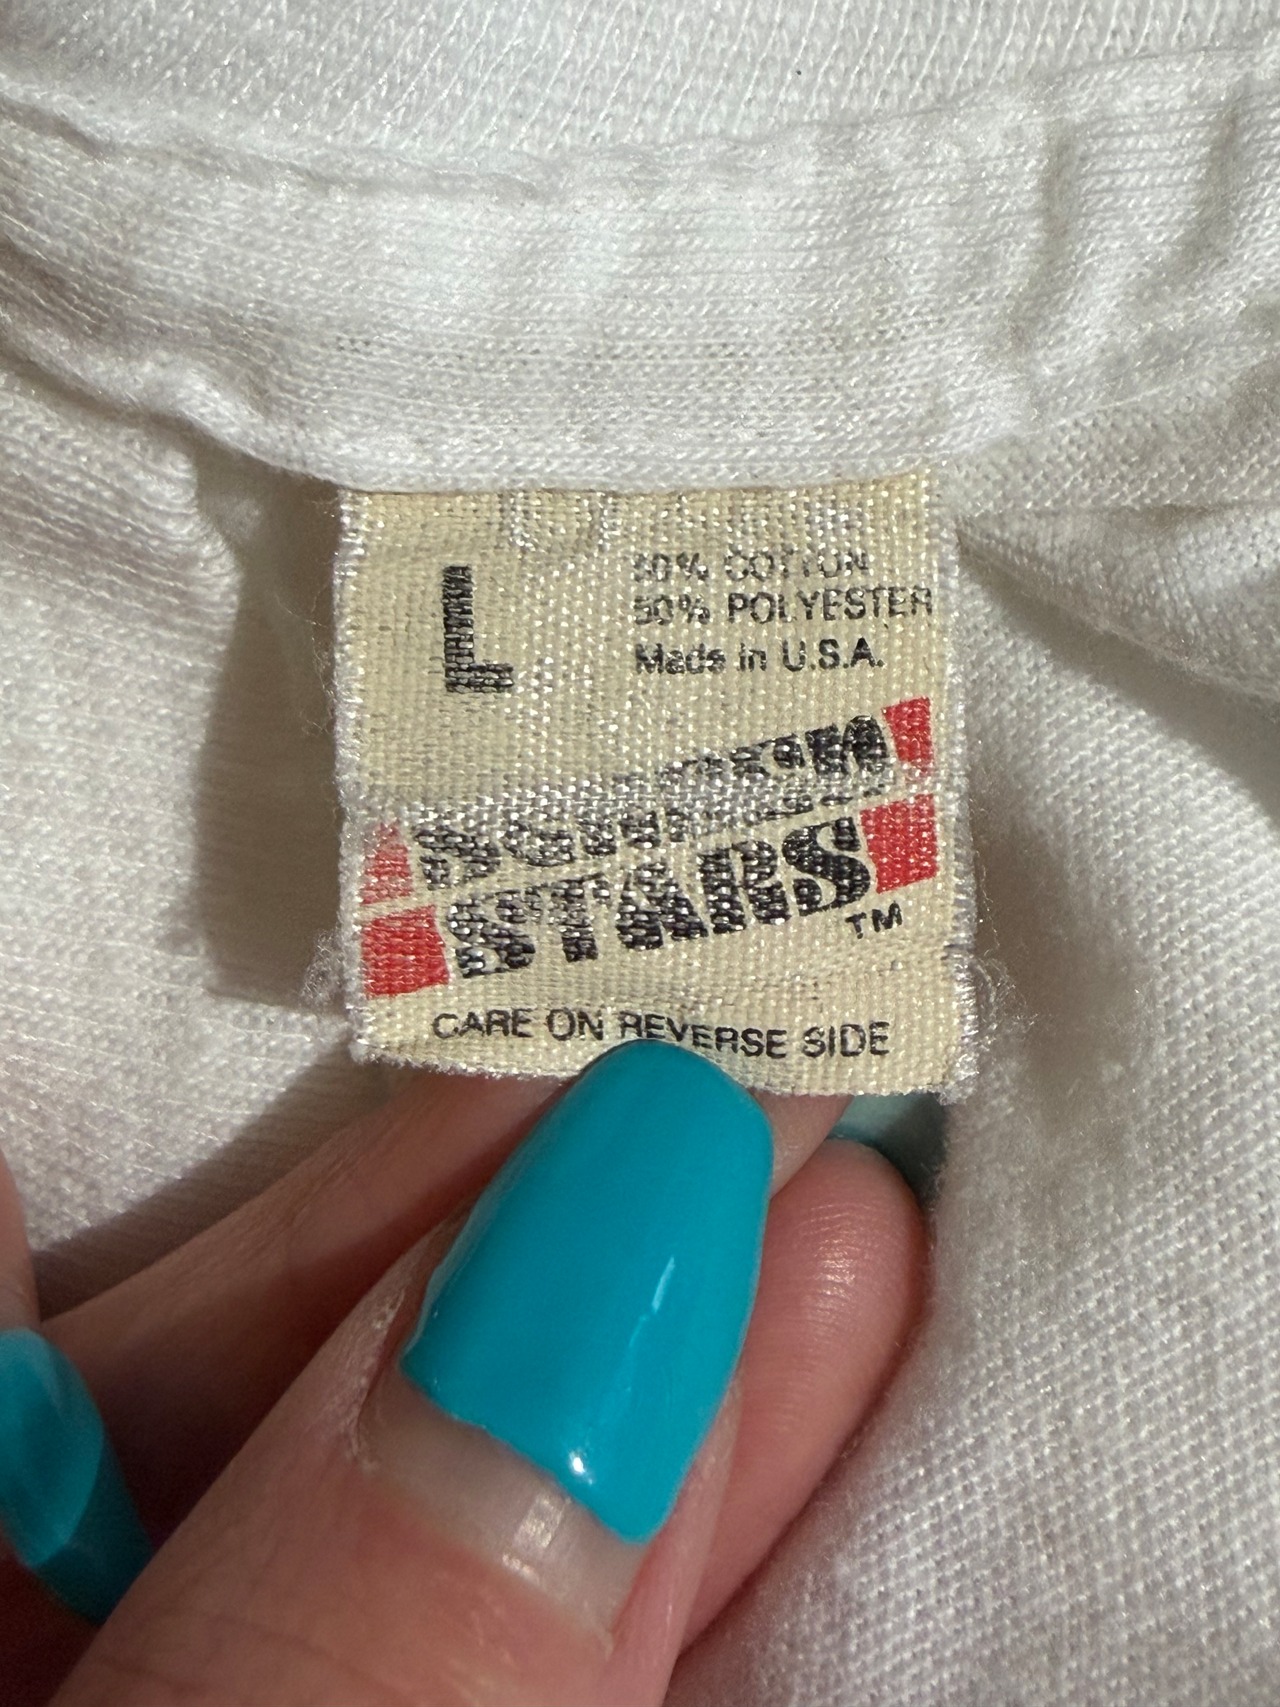 L
50% COTTON
50% POLYESTER
Made in U.S.A.
SCREEN
STARS
TM
CARE ON REVERSE SIDE